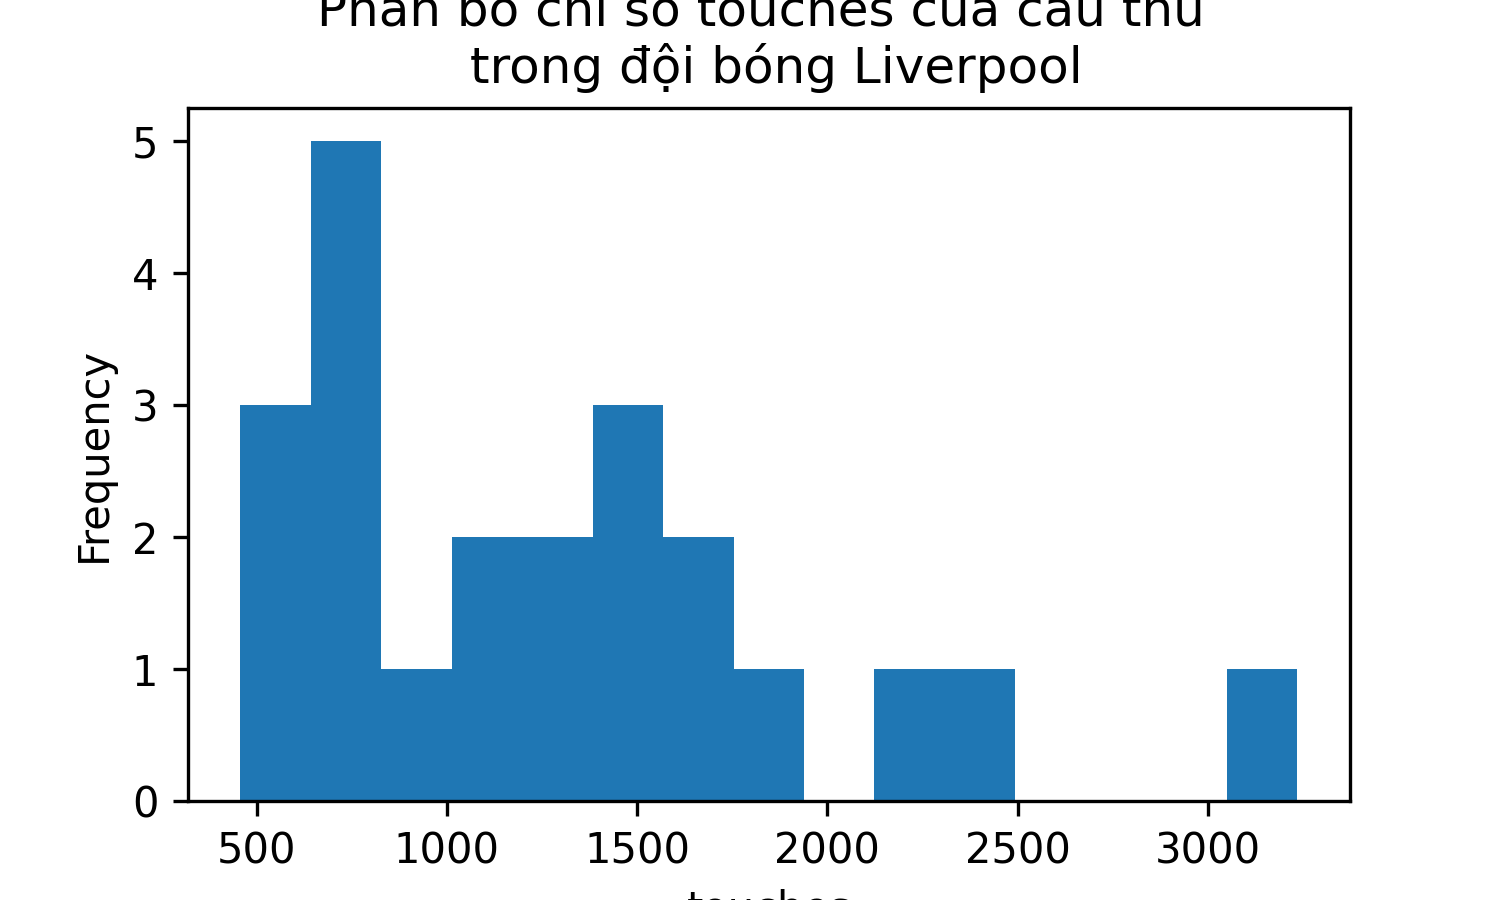 Phân bố chỉ số touches của cầu thủ
trong đội bóng Liverpool
5
4
3
2
1
0
Frequency
500 1000 1500 2000 2500 3000
touches